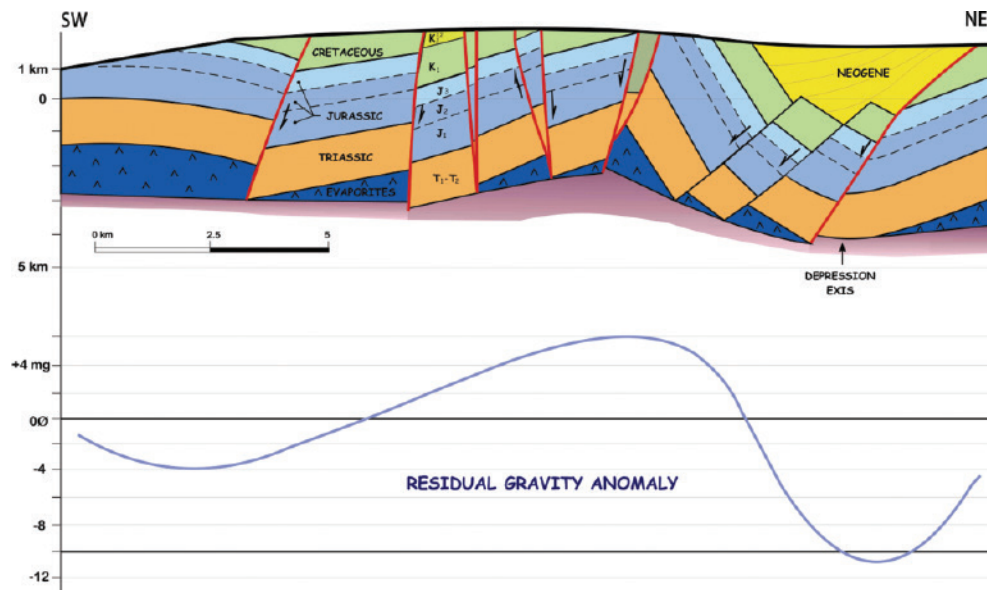 SW
NE
K₂
CRETACEOUS
K₁
NEOGENE
1 km
0
J₃
JURASSIC
J₂
J₁
TRIASSIC
T₁-T₂
EVAPORITES
0 km
2.5
5
5 km
DEPRESSION
EXIS
+4 mg
0Ø
-4
RESIDUAL GRAVITY ANOMALY
-8
-12